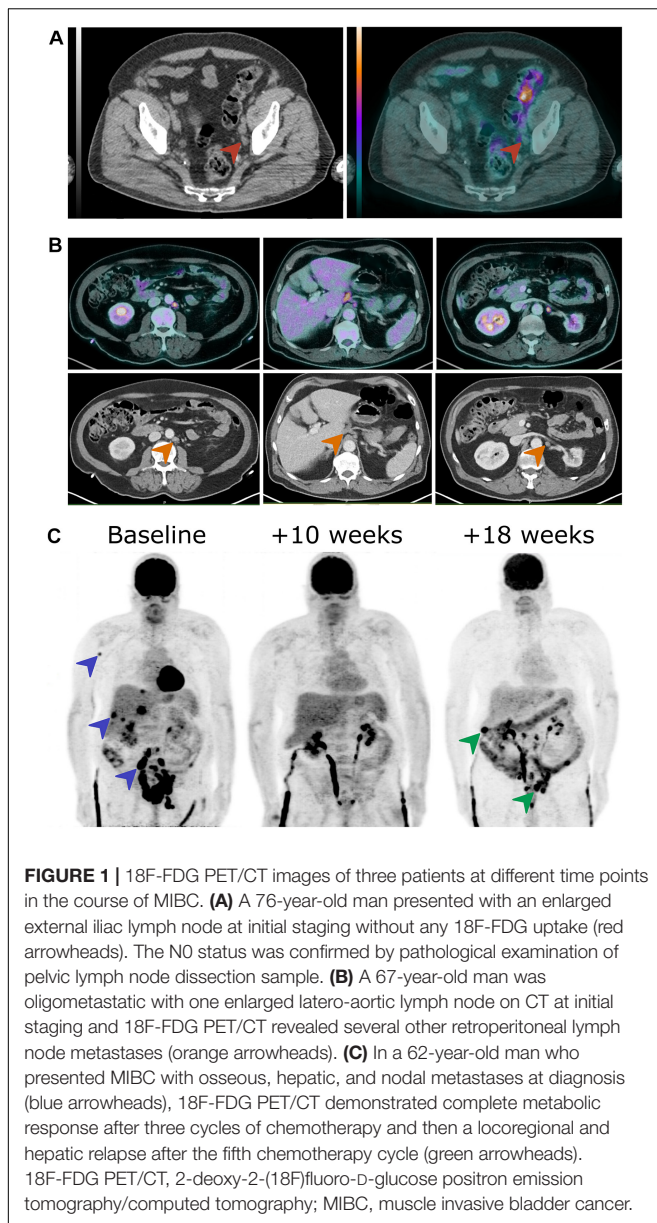 A
B
C
Baseline +10 weeks +18 weeks
FIGURE 1 | 18F-FDG PET/CT images of three patients at different time points
in the course of MIBC. (A) A 76-year-old man presented with an enlarged
external iliac lymph node at initial staging without any 18F-FDG uptake (red
arrowheads). The N0 status was confirmed by pathological examination of
pelvic lymph node dissection sample. (B) A 67-year-old man was
oligometastatic with one enlarged latero-aortic lymph node on CT at initial
staging and 18F-FDG PET/CT revealed several other retroperitoneal lymph
node metastases (orange arrowheads). (C) In a 62-year-old man who
presented MIBC with osseous, hepatic, and nodal metastases at diagnosis
(blue arrowheads), 18F-FDG PET/CT demonstrated complete metabolic
response after three cycles of chemotherapy and then a locoregional and
hepatic relapse after the fifth chemotherapy cycle (green arrowheads).
18F-FDG PET/CT, 2-deoxy-2-(18F)fluoro-D-glucose positron emission
tomography/computed tomography; MIBC, muscle invasive bladder cancer.